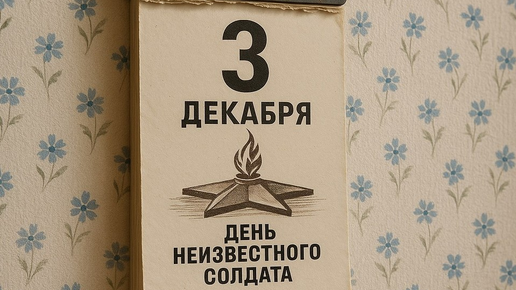 3
ДЕКАБРЯ
ДЕНЬ
НЕИЗВЕСТНОГО
СОЛДАТА